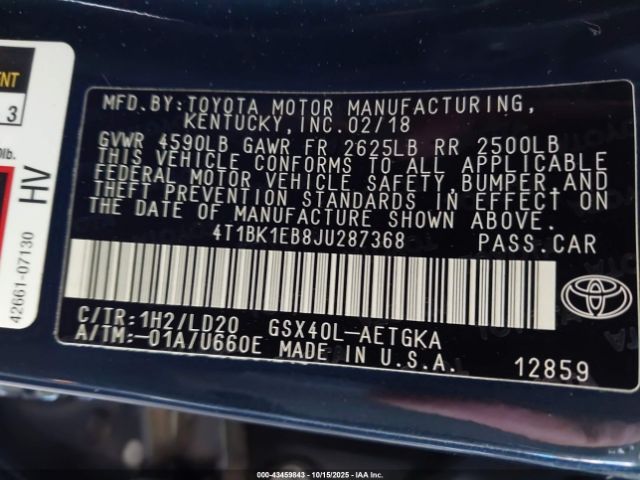 MFD.BY:TOYOTA MOTOR MANUFACTURING,
KENTUCKY,INC.02/18
GVWR 4590LB GAWR FR 2625LB RR 2500LB
THIS VEHICLE CONFORMS TO ALL APPLICABLE
FEDERAL MOTOR VEHICLE SAFETY,BUMPER,AND
THEFT PREVENTION STANDARDS IN EFFECT ON
THE DATE OF MANUFACTURE SHOWN ABOVE.
4T1BK1EB8JU287368 PASS.CAR
C/TR:1H2/LD20 GSX40L-AETGKA
A/TM:-01A/U660E MADE IN U.S.A.
12859
3
HV
42661-07130
000-43459843 - 10/15/2025 - IAA Inc.